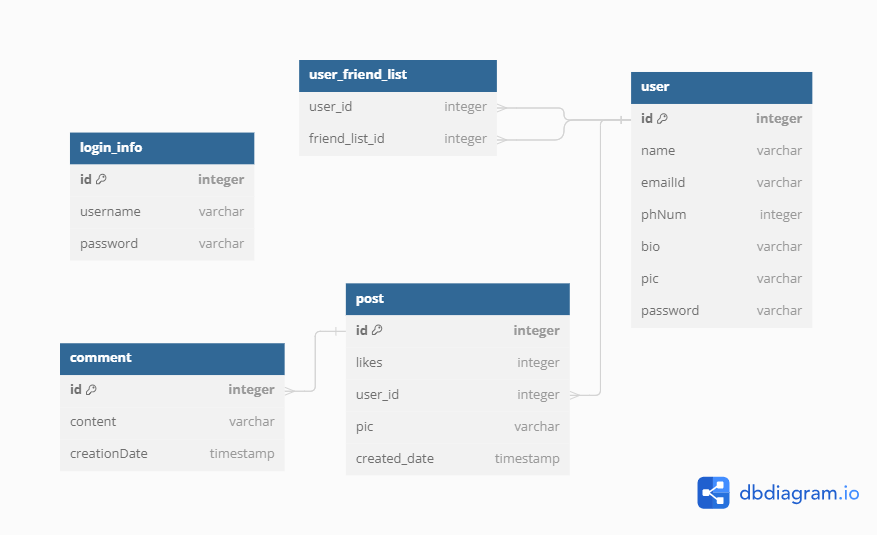 user_friend_list
user_id integer
friend_list_id integer
user
id integer
name varchar
emailId varchar
phNum integer
bio varchar
pic varchar
password varchar
login_info
id integer
username varchar
password varchar
post
id integer
likes integer
user_id integer
pic varchar
created_date timestamp
comment
id integer
content varchar
creationDate timestamp
dbdiagram.io